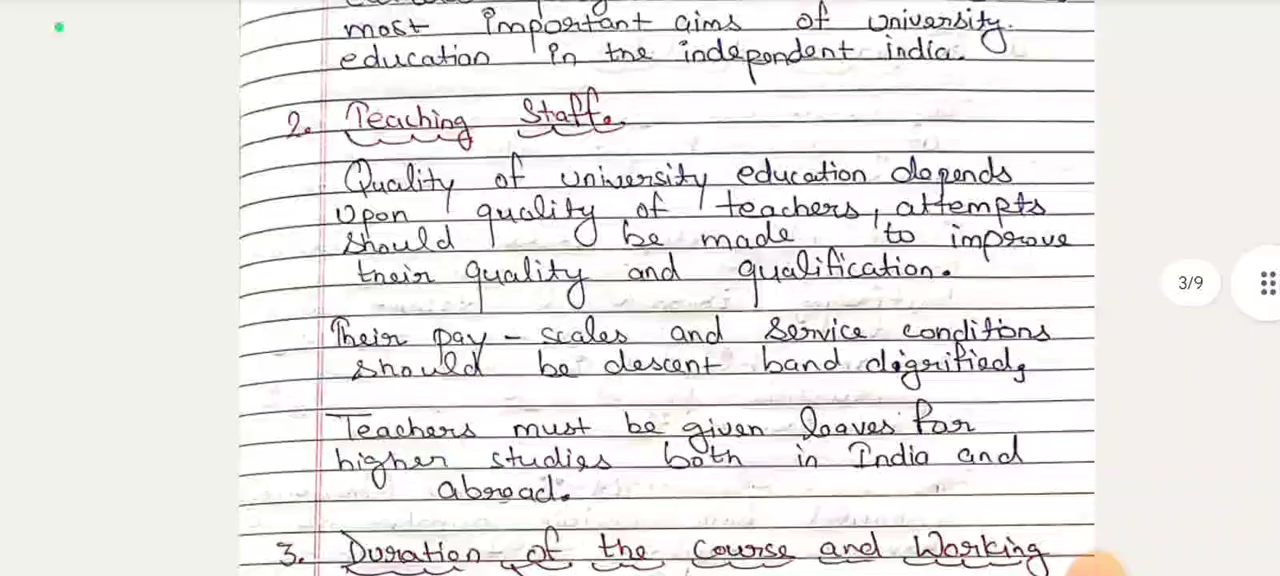 most important aims of university
education in the independent india.
2. Teaching Staff.
Quality of university education depends
upon quality of teachers, attempts
should be made to improve
their quality and qualification.
Their pay - scales and service conditions
should be descent band digrified,
Teachers must be given leaves for
higher studies both in India and
abroad.
3. Duration of the course and Working
3/9